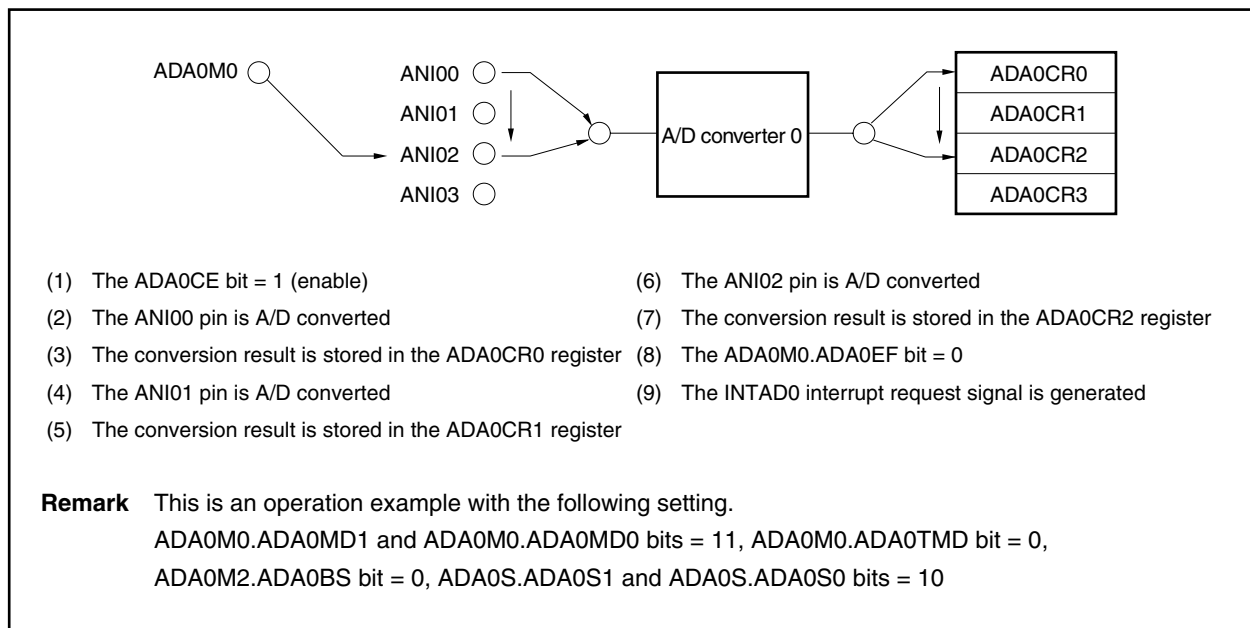 ADA0M0
ANI00
ANI01
ANI02
ANI03
A/D converter 0
ADA0CR0
ADA0CR1
ADA0CR2
ADA0CR3
(1) The ADA0CE bit = 1 (enable)
(2) The ANI00 pin is A/D converted
(3) The conversion result is stored in the ADA0CR0 register
(4) The ANI01 pin is A/D converted
(5) The conversion result is stored in the ADA0CR1 register
(6) The ANI02 pin is A/D converted
(7) The conversion result is stored in the ADA0CR2 register
(8) The ADA0M0.ADA0EF bit = 0
(9) The INTAD0 interrupt request signal is generated
Remark This is an operation example with the following setting.
ADA0M0.ADA0MD1 and ADA0M0.ADA0MD0 bits = 11, ADA0M0.ADA0TMD bit = 0,
ADA0M2.ADA0BS bit = 0, ADA0S.ADA0S1 and ADA0S.ADA0S0 bits = 10